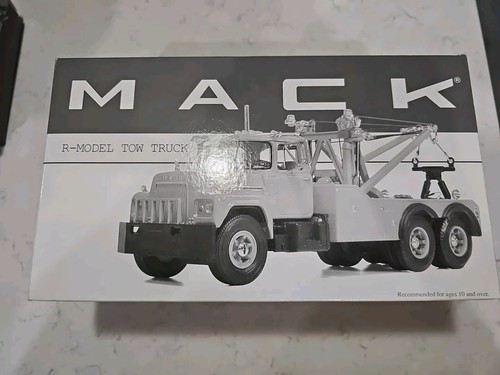 MACK®
R-MODEL TOW TRUCK
Recommended for ages 10 and over.